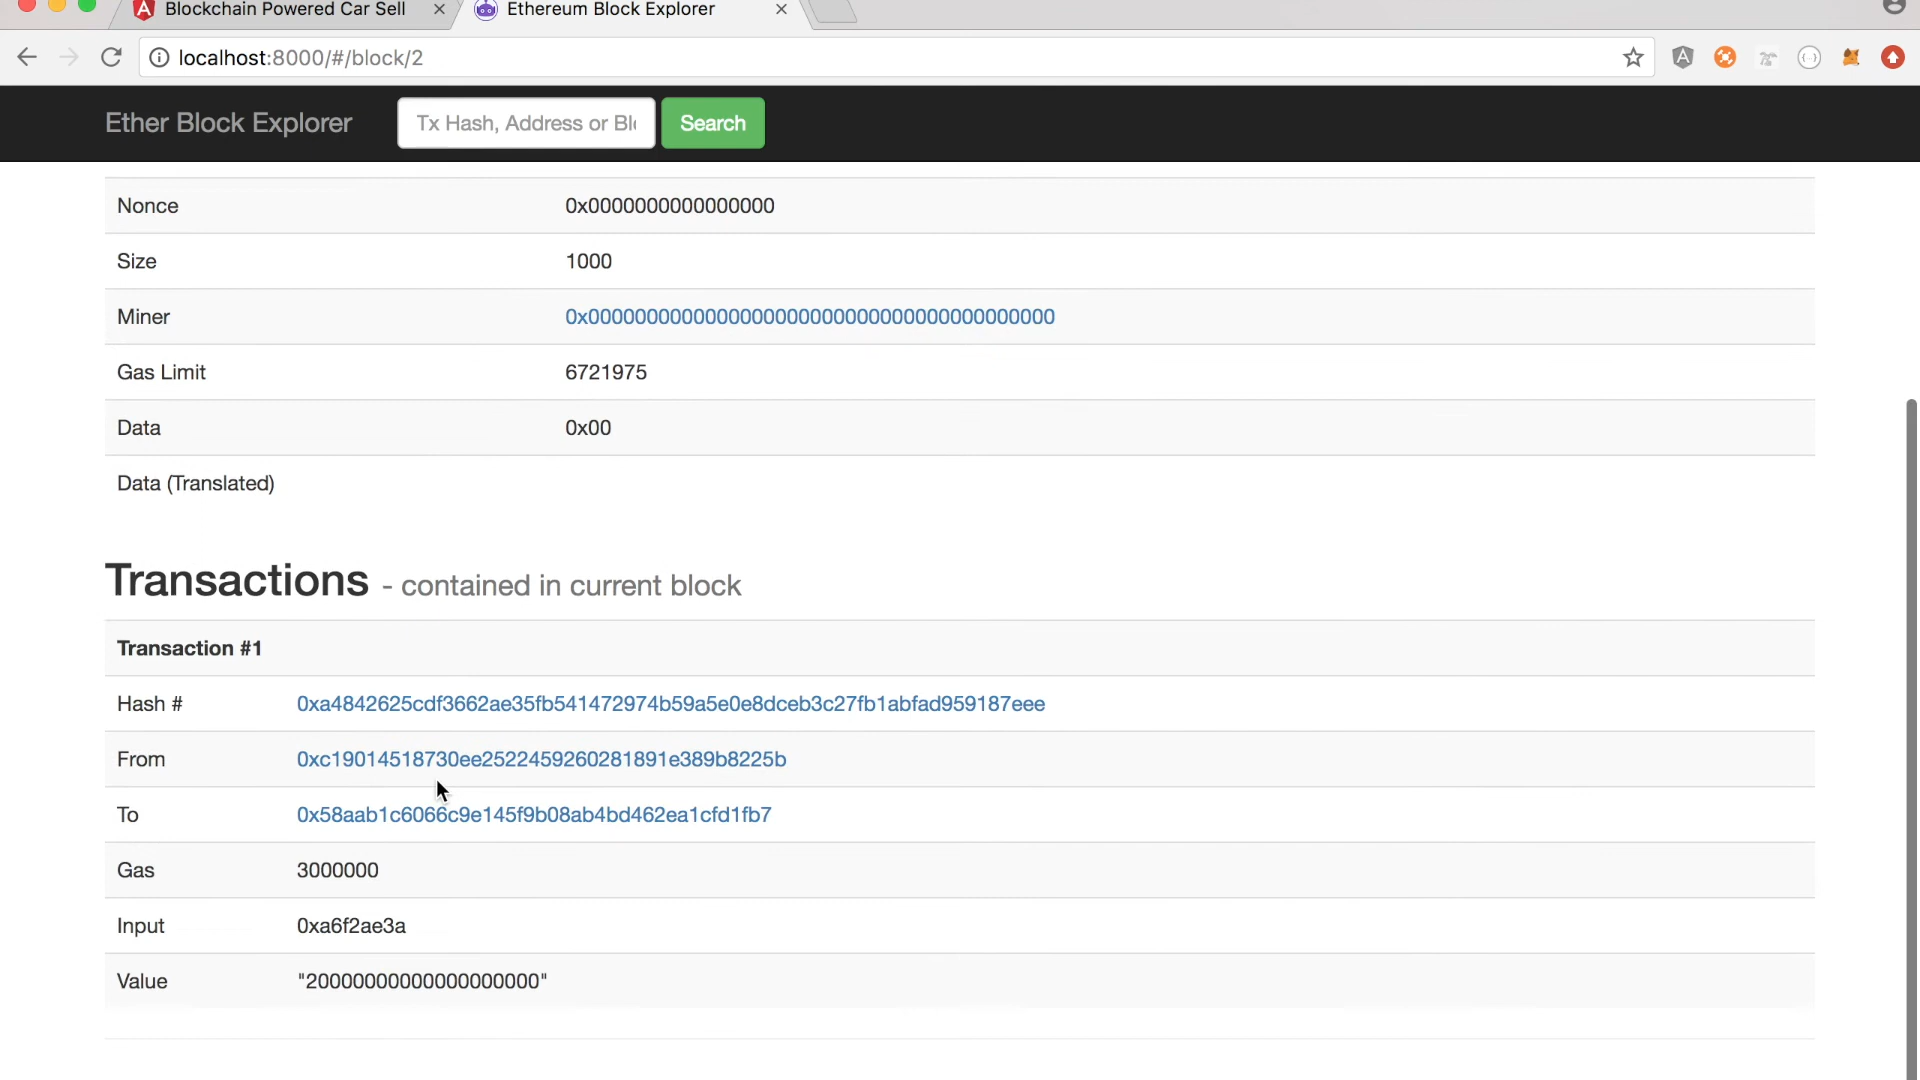 Blockchain Powered Car Sell
Ethereum Block Explorer
localhost:8000/#/block/2
Ether Block Explorer
Tx Hash, Address or Blo
Search
Nonce 0x0000000000000000
Size 1000
Miner 0x0000000000000000000000000000000000000000
Gas Limit 6721975
Data 0x00
Data (Translated)
Transactions - contained in current block
Transaction #1
Hash # 0xa4842625cdf3662ae35fb541472974b59a5e0e8dceb3c27fb1abfad959187eee
From 0xc19014518730ee2522459260281891e389b8225b
To 0x58aab1c6066c9e145f9b08ab4bd462ea1cfd1fb7
Gas 3000000
Input 0xa6f2ae3a
Value "20000000000000000000"